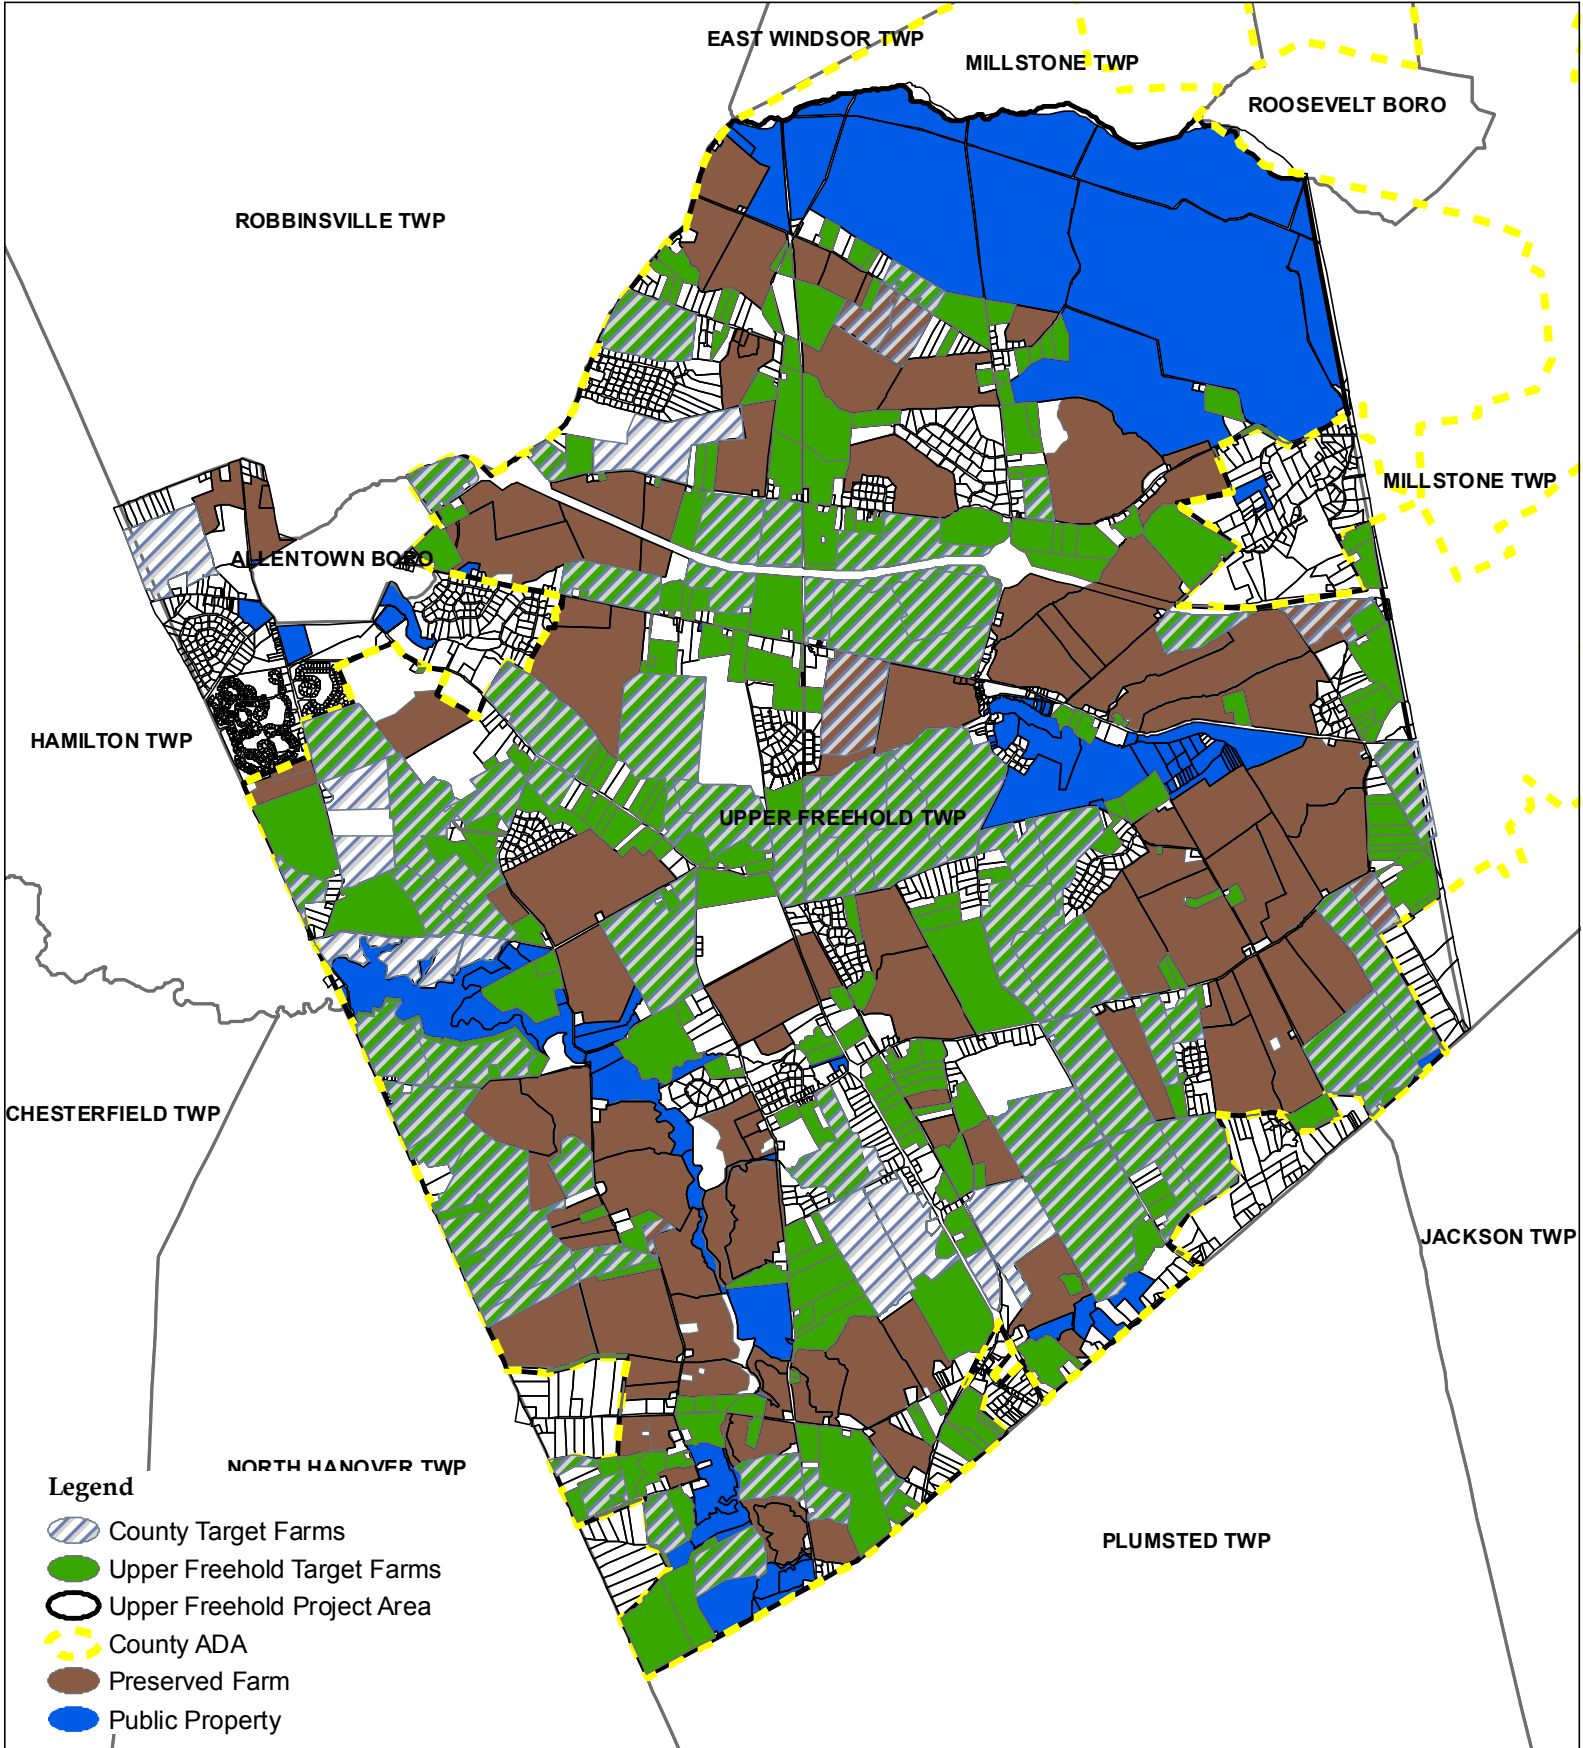 EAST WINDSOR TWP
MILLSTONE TWP
ROOSEVELT BORO
ROBBINSVILLE TWP
MILLSTONE TWP
ALLENTOWN BORO
HAMILTON TWP
UPPER FREEHOLD TWP
CHESTERFIELD TWP
JACKSON TWP
NORTH HANOVER TWP
PLUMSTED TWP
Legend
County Target Farms
Upper Freehold Target Farms
Upper Freehold Project Area
County ADA
Preserved Farm
Public Property